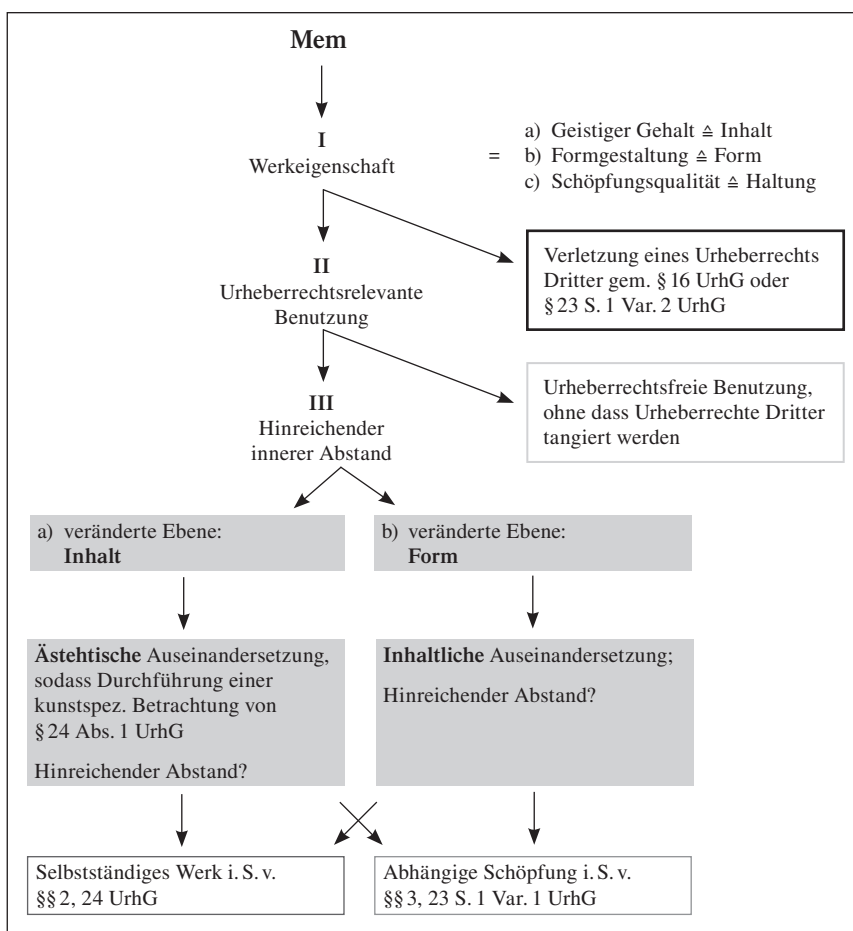 Mem
I
Werkeigenschaft
=
a) Geistiger Gehalt ≙ Inhalt
b) Formgestaltung ≙ Form
c) Schöpfungsqualität ≙ Haltung
Verletzung eines Urheberrechts
Dritter gem. § 16 UrhG oder
§ 23 S. 1 Var. 2 UrhG
II
Urheberrechtsrelevante
Benutzung
Urheberrechtsfreie Benutzung,
ohne dass Urheberrechte Dritter
tangiert werden
III
Hinreichender
innerer Abstand
a) veränderte Ebene:
Inhalt
b) veränderte Ebene:
Form
Ästehtische Auseinandersetzung,
sodass Durchführung einer
kunstspez. Betrachtung von
§ 24 Abs. 1 UrhG
Hinreichender Abstand?
Inhaltliche Auseinandersetzung;
Hinreichender Abstand?
Selbstständiges Werk i. S. v.
§§ 2, 24 UrhG
Abhängige Schöpfung i. S. v.
§§ 3, 23 S. 1 Var. 1 UrhG